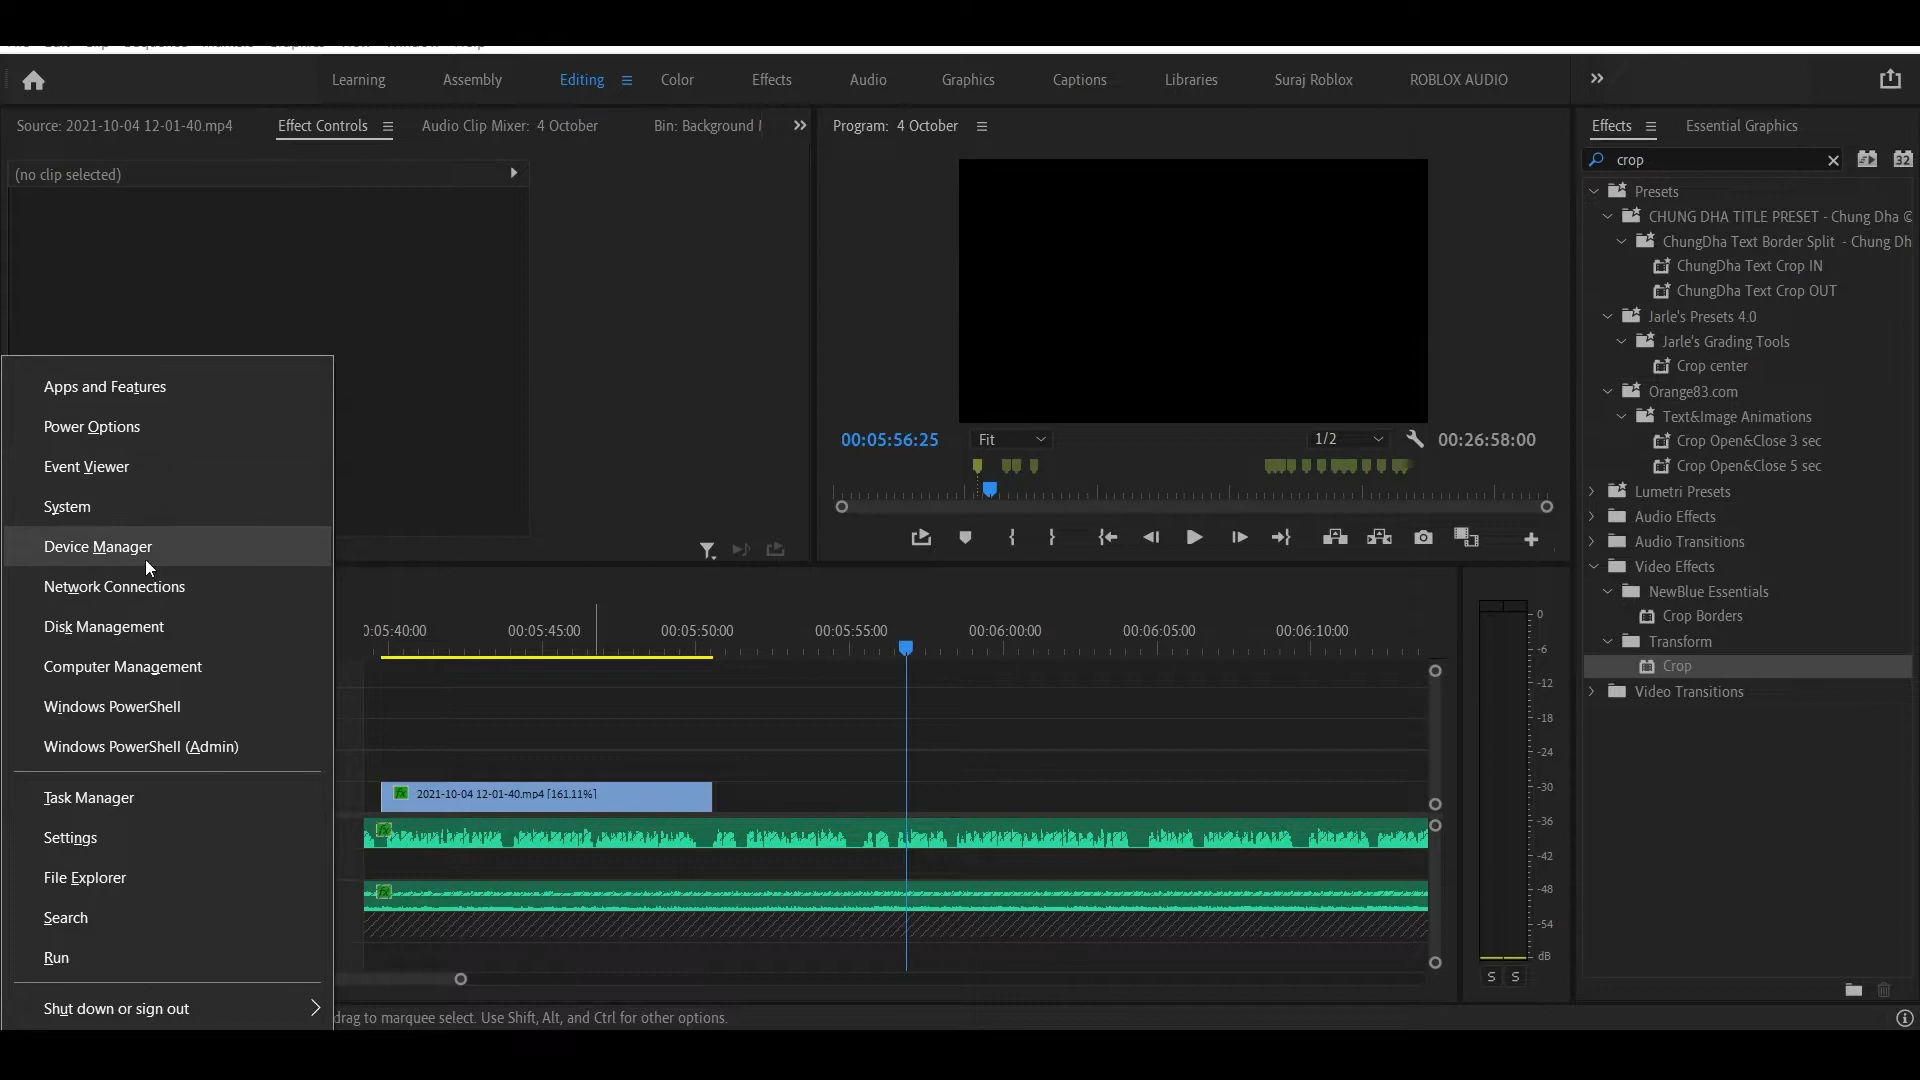 Learning Assembly Editing Color Effects Audio Graphics Captions Libraries Suraj Roblox ROBLOX AUDIO
Source: 2021-10-04 12-01-40.mp4 Effect Controls Audio Clip Mixer: 4 October Bin: Background
(no clip selected)
Program: 4 October
00:05:56:25 Fit 1/2 00:26:58:00
Effects Essential Graphics
crop
32
Presets
CHUNG DHA TITLE PRESET - Chung Dha ©
ChungDha Text Border Split - Chung Dh
ChungDha Text Crop IN
ChungDha Text Crop OUT
Jarle's Presets 4.0
Jarle's Grading Tools
Crop center
Orange83.com
Text&Image Animations
Crop Open&Close 3 sec
Crop Open&Close 5 sec
Lumetri Presets
Audio Effects
Audio Transitions
Video Effects
NewBlue Essentials
Crop Borders
Transform
Crop
Video Transitions
Apps and Features
Power Options
Event Viewer
System
Device Manager
Network Connections
Disk Management
Computer Management
Windows PowerShell
Windows PowerShell (Admin)
Task Manager
Settings
File Explorer
Search
Run
Shut down or sign out
0:05:40:00 00:05:45:00 00:05:50:00 00:05:55:00 00:06:00:00 00:06:05:00 00:06:10:00
fx 2021-10-04 12-01-40.mp4 [161.11%]
fx
fx
0
-6
-12
-18
-24
-30
-36
-42
-48
-54
dB
S S
drag to marquee select. Use Shift, Alt, and Ctrl for other options.